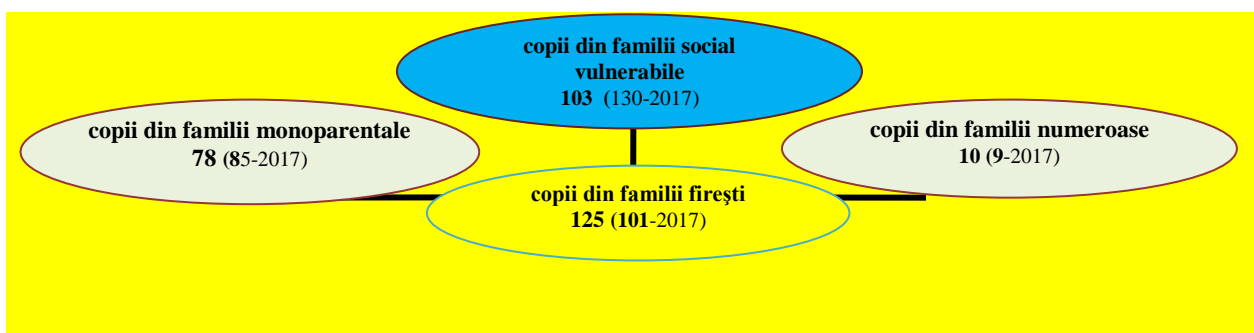 copii din familii social
vulnerabile
103 (130-2017)
copii din familii monoparentale
78 (85-2017)
copii din familii numeroase
10 (9-2017)
copii din familii fireşti
125 (101-2017)